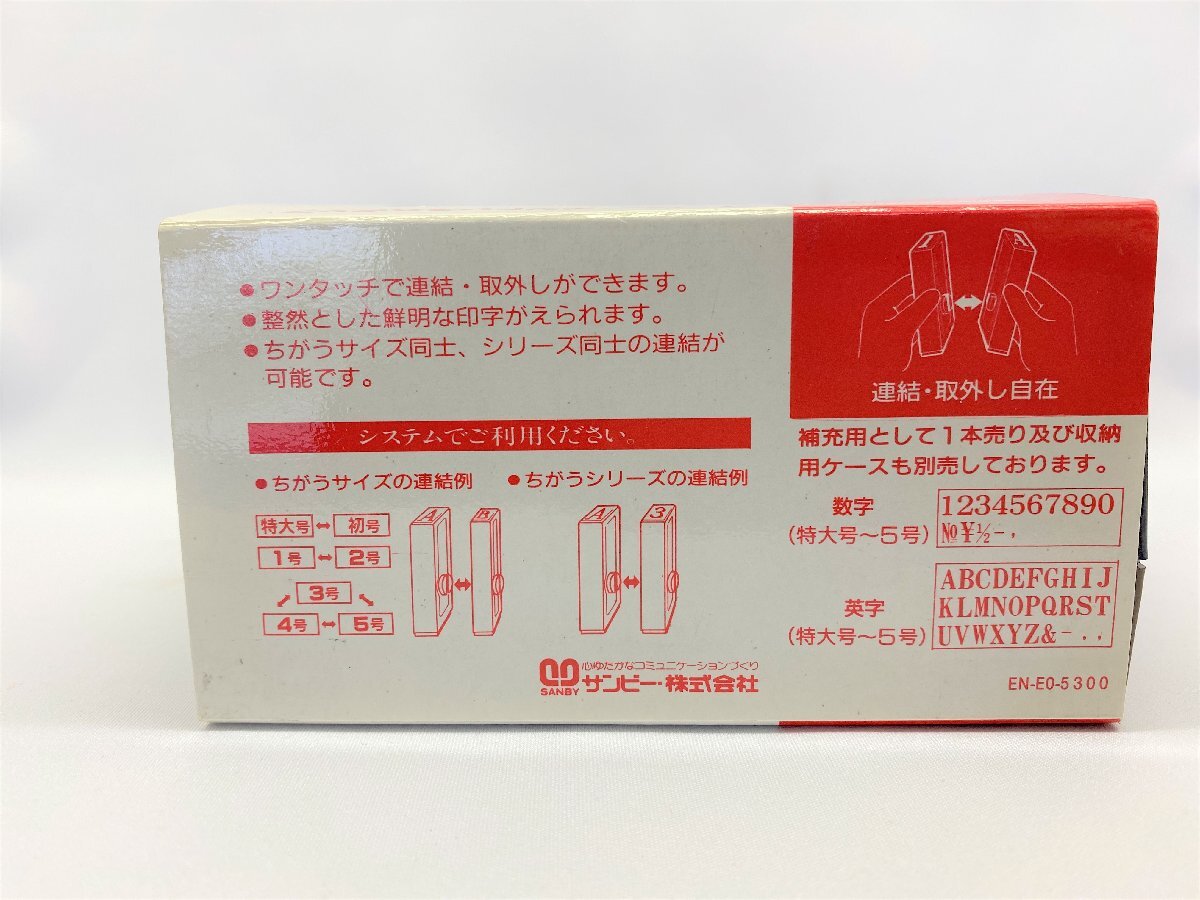 ●ワンタッチで連結・取外しができます。
●整然とした鮮明な印字がえられます。
●ちがうサイズ同士、シリーズ同士の連結が
可能です。
システムでご利用ください。
●ちがうサイズの連結例
特大号↔初号
1号↔2号
3号
4号↔5号
A B
●ちがうシリーズの連結例
A 3
心ゆたかなコミュニケーションづくり
SANBY サンビー・株式会社
1 A
連結・取外し自在
補充用として1本売り及び収納
用ケースも別売しております。
数字
(特大号〜5号)
1234567890
№¥½-,
英字
(特大号〜5号)
ABCDEFGHIJ
KLMNOPQRST
UVWXYZ&-.,
EN-EO-5300